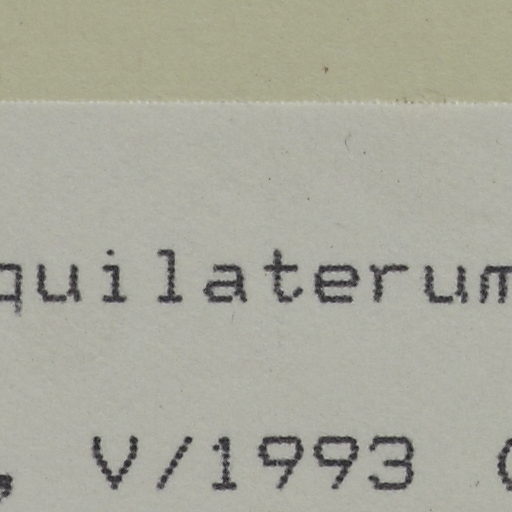 quilaterum
, V/1993 (